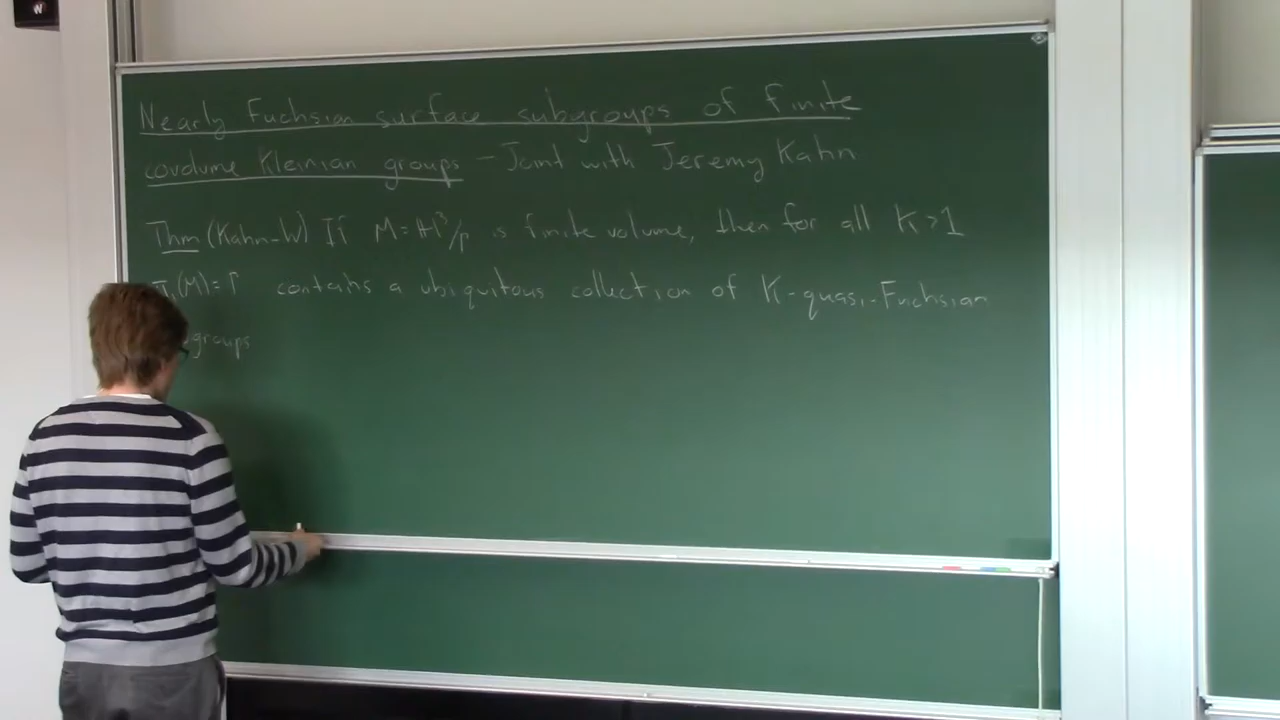 Nearly Fuchsian surface subgroups of finite
covolume Kleinian groups - Joint with Jeremy Kahn
Thm (Kahn-W) If M=H³/Γ is finite volume, then for all K>1
π₁(M)=Γ contains a ubiquitous collection of K-quasi-Fuchsian
groups
W